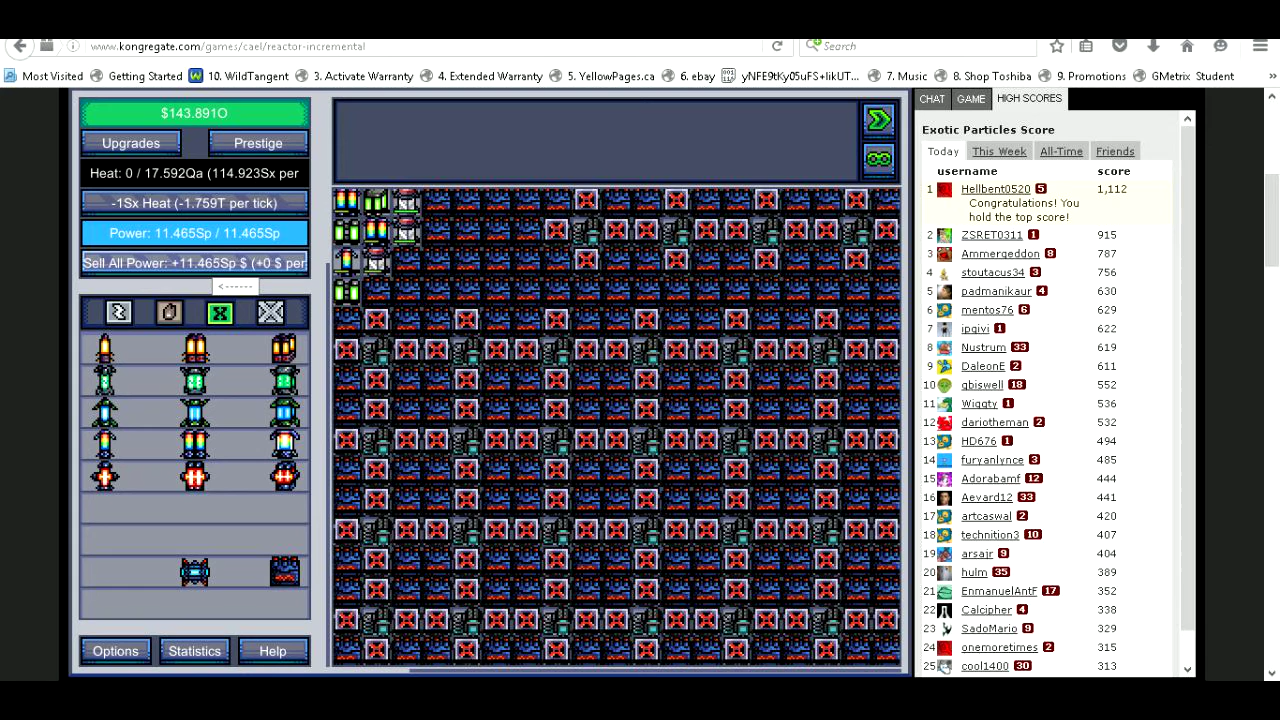 www.kongregate.com/games/cael/reactor-incremental
Search
Most Visited Getting Started 10. WildTangent 3. Activate Warranty 4. Extended Warranty 5. YellowPages.ca 6. ebay yNFE9tKy05uFS+IikUT... 7. Music 8. Shop Toshiba 9. Promotions GMetrix Student »
$143.891O
Upgrades Prestige
Heat: 0 / 17.592Qa (114.923Sx per
-1Sx Heat (-1.759T per tick)
Power: 11.465Sp / 11.465Sp
Sell All Power: +11.465Sp $ (+0 $ per
<------
Options Statistics Help
CHAT GAME HIGH SCORES
Exotic Particles Score
Today This Week All-Time Friends
username score
1 Hellbent0520 5 1,112
Congratulations! You
hold the top score!
2 ZSRET0311 1 915
3 Ammergeddon 8 787
4 stoutacus34 3 756
5 padmanikaur 4 630
6 mentos76 6 629
7 ipgivi 1 622
8 Nustrum 33 619
9 DaleonE 2 611
10 gbiswell 18 552
11 Wiggty 1 536
12 dariotheman 2 532
13 HD676 1 494
14 furyanlynce 3 485
15 Adorabamf 12 444
16 Aevard12 33 441
17 artcaswal 2 420
18 technition3 10 407
19 arsair 9 404
20 hulm 35 389
21 EnmanuelAntF 17 352
22 Calcipher 4 338
23 SadoMario 9 329
24 onemoretimes 2 315
25 cool1400 30 313